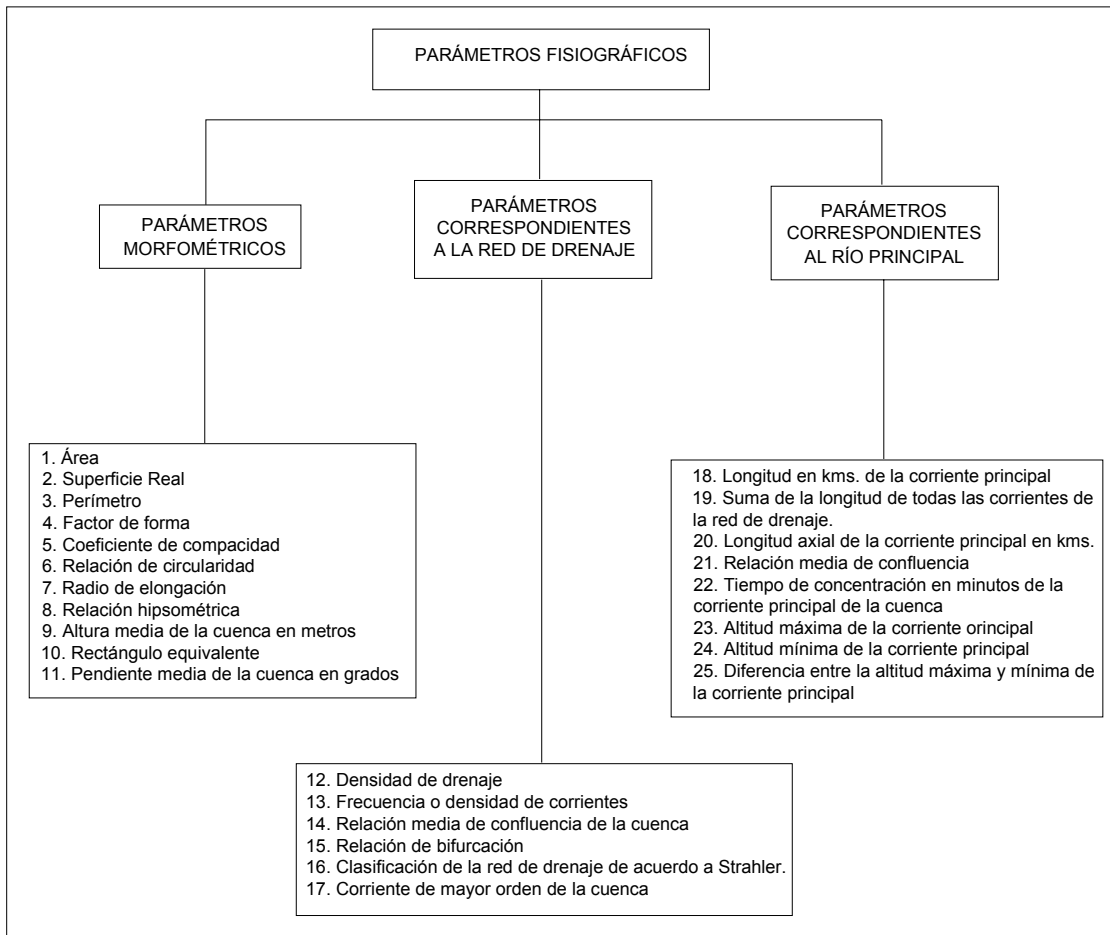 PARÁMETROS FISIOGRÁFICOS
PARÁMETROS
MORFOMÉTRICOS
PARÁMETROS
CORRESPONDIENTES
A LA RED DE DRENAJE
PARÁMETROS
CORRESPONDIENTES
AL RÍO PRINCIPAL
1. Área
2. Superficie Real
3. Perímetro
4. Factor de forma
5. Coeficiente de compacidad
6. Relación de circularidad
7. Radio de elongación
8. Relación hipsométrica
9. Altura media de la cuenca en metros
10. Rectángulo equivalente
11. Pendiente media de la cuenca en grados
12. Densidad de drenaje
13. Frecuencia o densidad de corrientes
14. Relación media de confluencia de la cuenca
15. Relación de bifurcación
16. Clasificación de la red de drenaje de acuerdo a Strahler.
17. Corriente de mayor orden de la cuenca
18. Longitud en kms. de la corriente principal
19. Suma de la longitud de todas las corrientes de
la red de drenaje.
20. Longitud axial de la corriente principal en kms.
21. Relación media de confluencia
22. Tiempo de concentración en minutos de la
corriente principal de la cuenca
23. Altitud máxima de la corriente orincipal
24. Altitud mínima de la corriente principal
25. Diferencia entre la altitud máxima y mínima de
la corriente principal